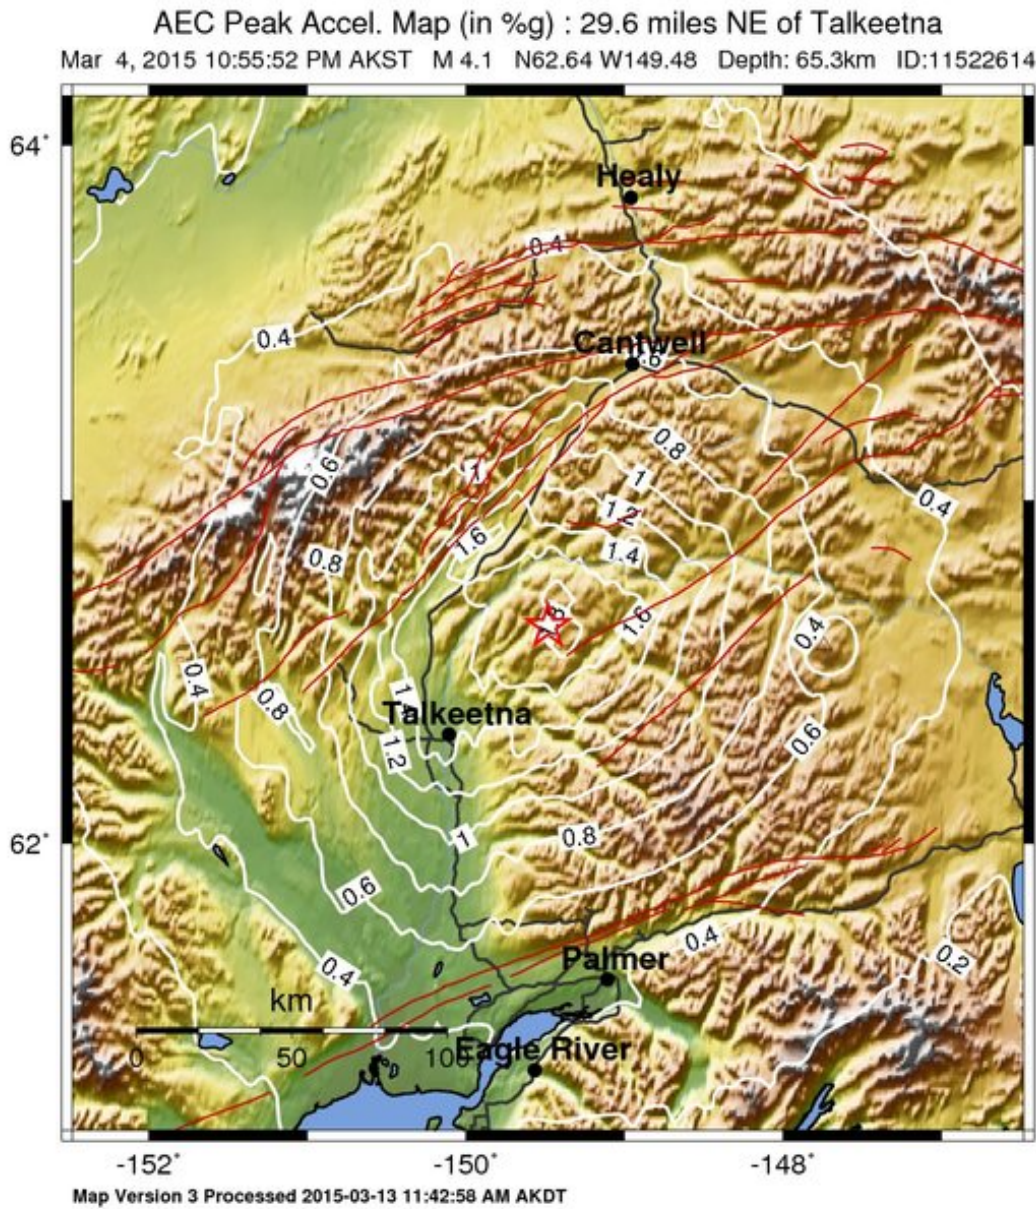 AEC Peak Accel. Map (in %g) : 29.6 miles NE of Talkeetna
Mar 4, 2015 10:55:52 PM AKST M 4.1 N62.64 W149.48 Depth: 65.3km ID:11522614
64°
Healy
0.4
0.4
Cantwell
0.8
0.6
1
1
0.4
1.2
1.6
1.4
0.8
1.6
0.4
0.4
0.8
Talkeetna
1.2
0.6
62°
1
0.8
0.6
0.4
0.2
0.4
Palmer
km
0 50 100
Eagle River
-152° -150° -148°
Map Version 3 Processed 2015-03-13 11:42:58 AM AKDT